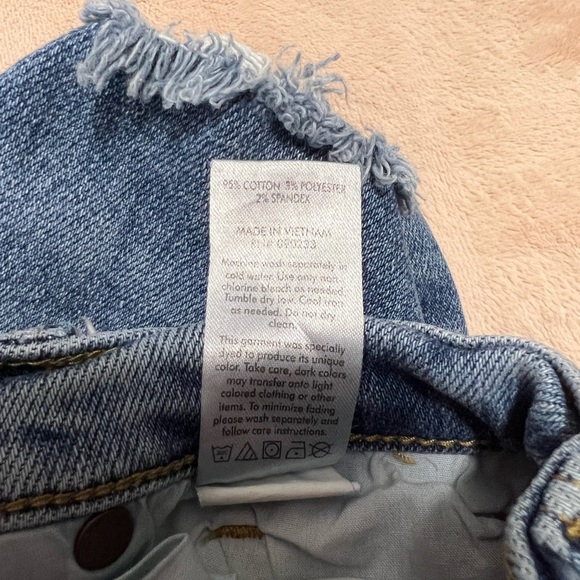 95% COTTON 3% POLYESTER
2% SPANDEX
MADE IN VIETNAM
RN# 090233
Machine wash separately in
cold water. Use only non-
chlorine bleach as needed.
Tumble dry low. Cool iron
as needed. Do not dry
clean.
This garment was specially
dyed to produce its unique
color. Take care, dark colors
may transfer onto light
colored clothing or other
items. To minimize fading
please wash separately and
follow care instructions.